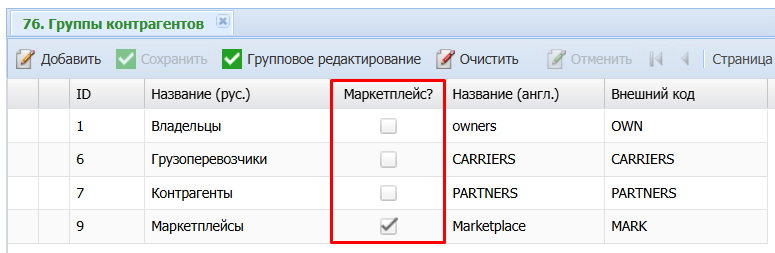 76. Группы контрагентов
Добавить Сохранить Групповое редактирование Очистить Отменить Страница
ID Название (рус.) Маркетплейс? Название (англ.) Внешний код
1 Владельцы owners OWN
6 Грузоперевозчики CARRIERS CARRIERS
7 Контрагенты PARTNERS PARTNERS
9 Маркетплейсы Marketplace MARK